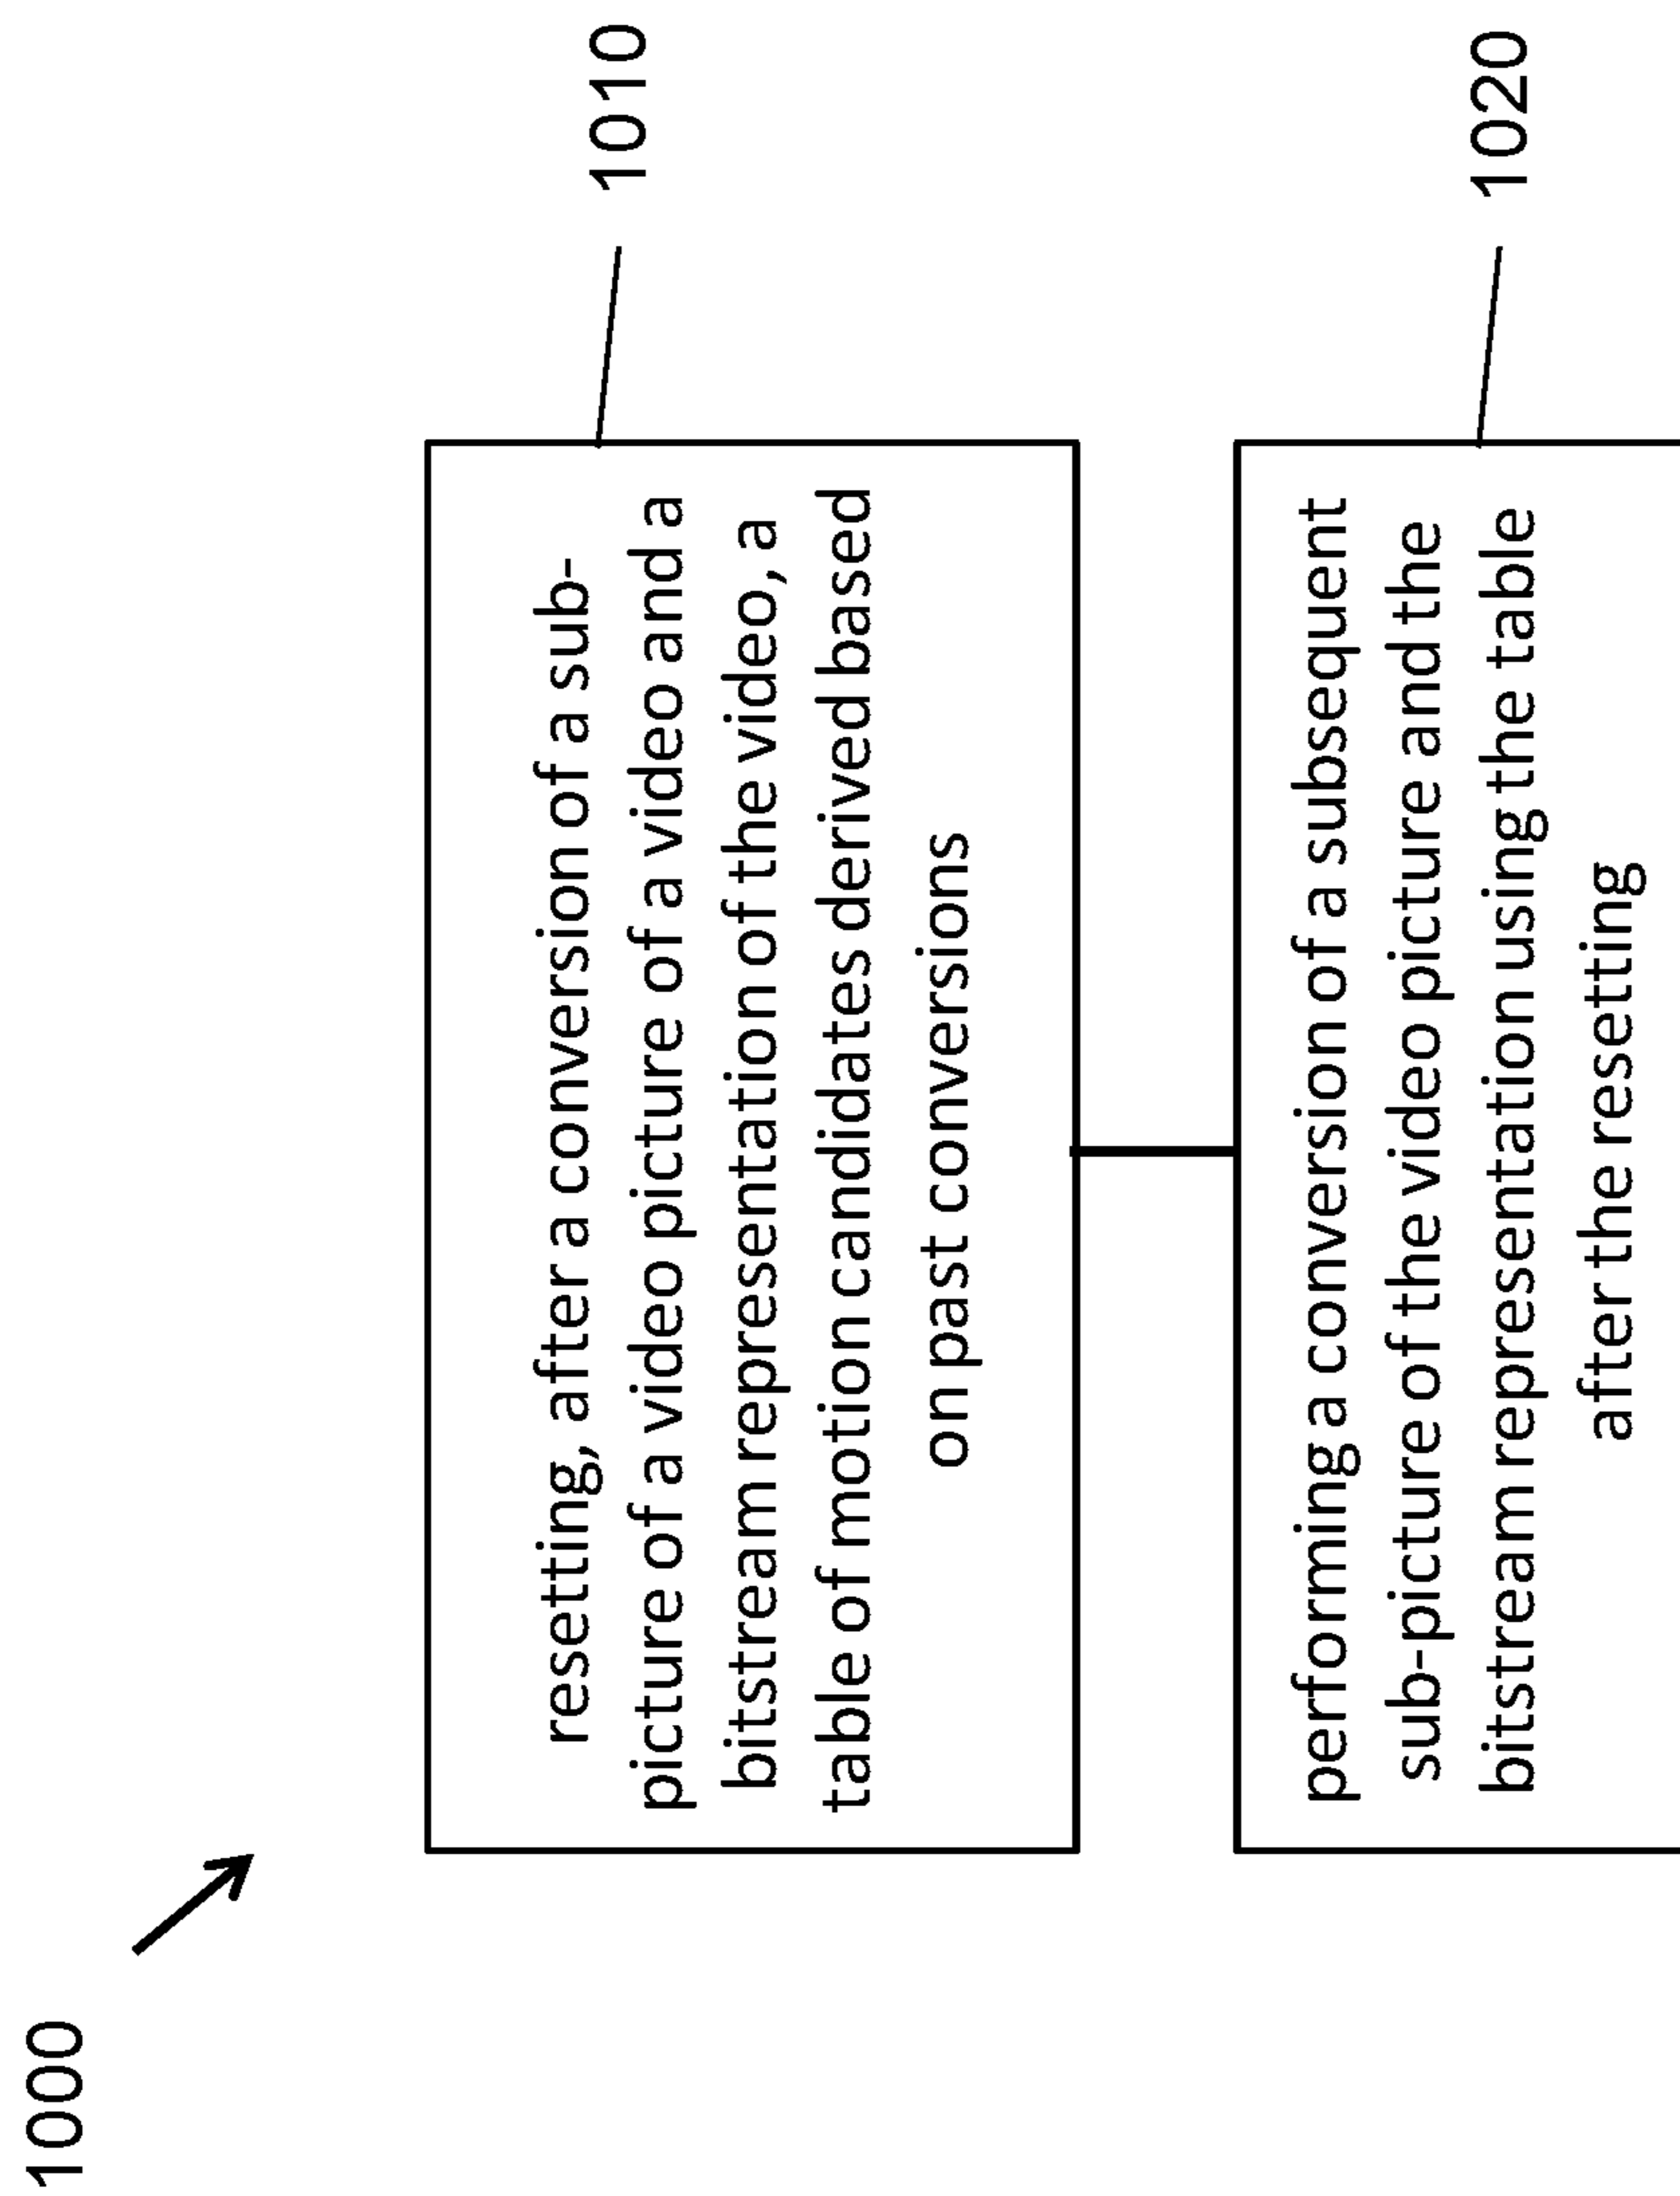 1000
resetting, after a conversion of a sub-
picture of a video picture of a video and a
bitstream representation of the video, a
table of motion candidates derived based
on past conversions
1010
performing a conversion of a subsequent
sub-picture of the video picture and the
bitstream representation using the table
after the resetting
1020